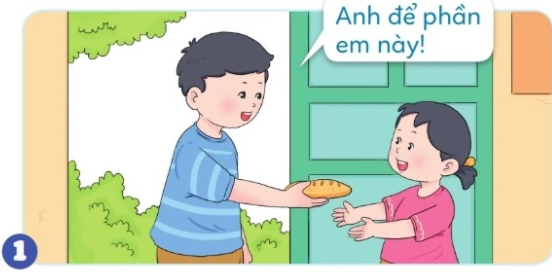 Anh để phần
em này!
1